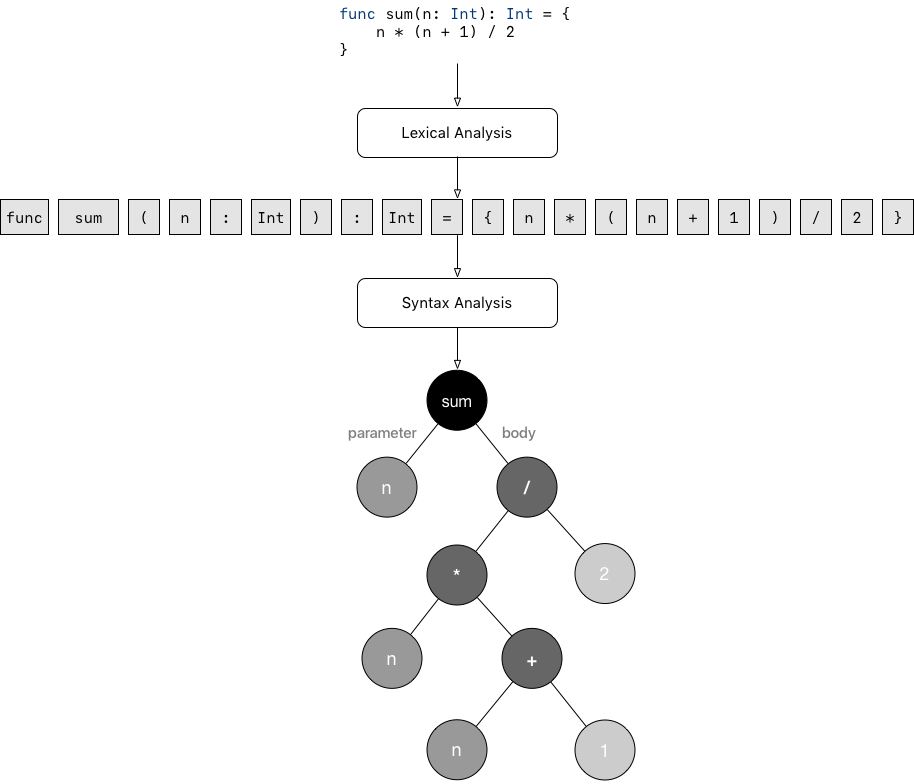 func sum(n: Int): Int = {
n * (n + 1) / 2
}
Lexical Analysis
func sum ( n : Int ) : Int = { n * ( n + 1 ) / 2 }
Syntax Analysis
sum
parameter body
n /
* 2
n +
n 1